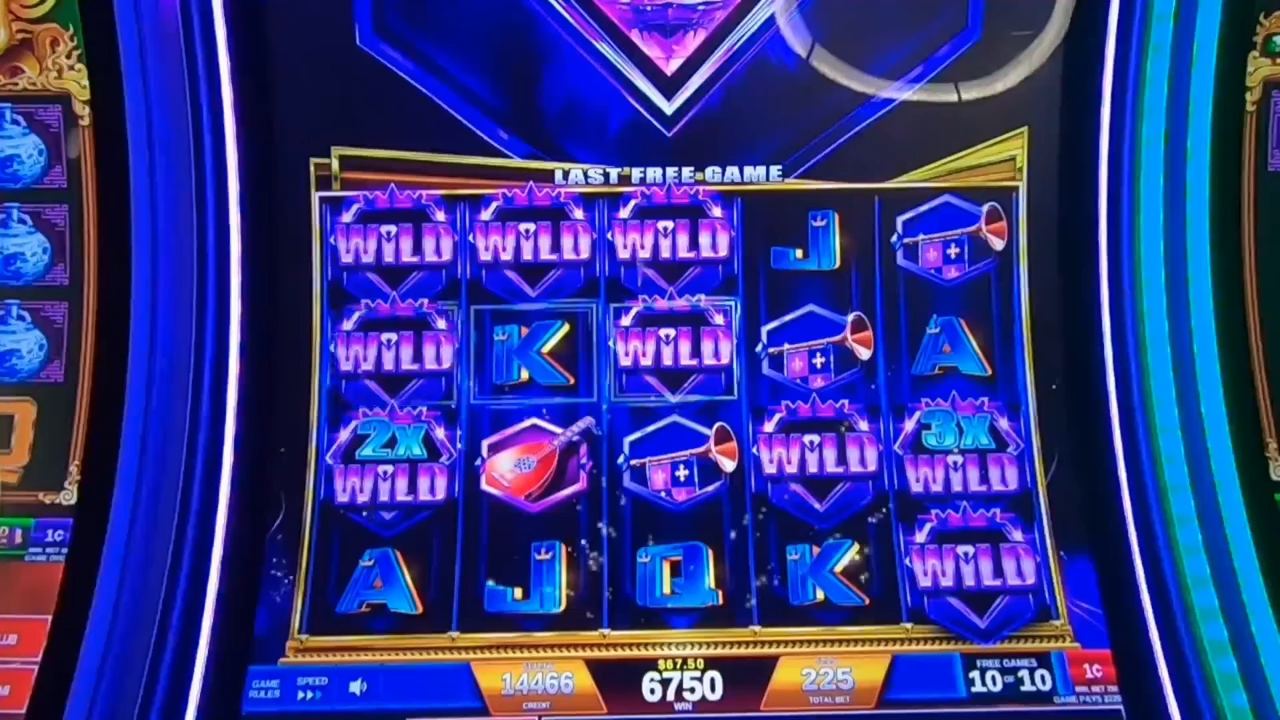 LAST FREE GAME
WILD WILD WILD J
WILD K WILD A
2X WILD WILD 3X WILD
A J Q K WILD
GAME RULES SPEED 14466 CREDIT $67.50 6750 WIN 225 TOTAL BET FREE GAMES 10 OF 10 1¢
1¢